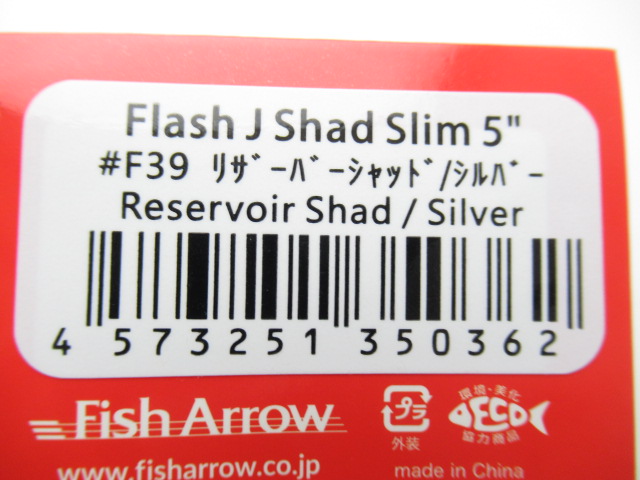 Flash J Shad Slim 5"
#F39 ﾘｻﾞｰﾊﾞｰｼｬｯﾄﾞ/ｼﾙﾊﾞｰ
Reservoir Shad / Silver
4 573251 350362
Fish Arrow
www.fisharrow.co.jp
プラ
外装
環境・美化
ECO
協力商品
made in China